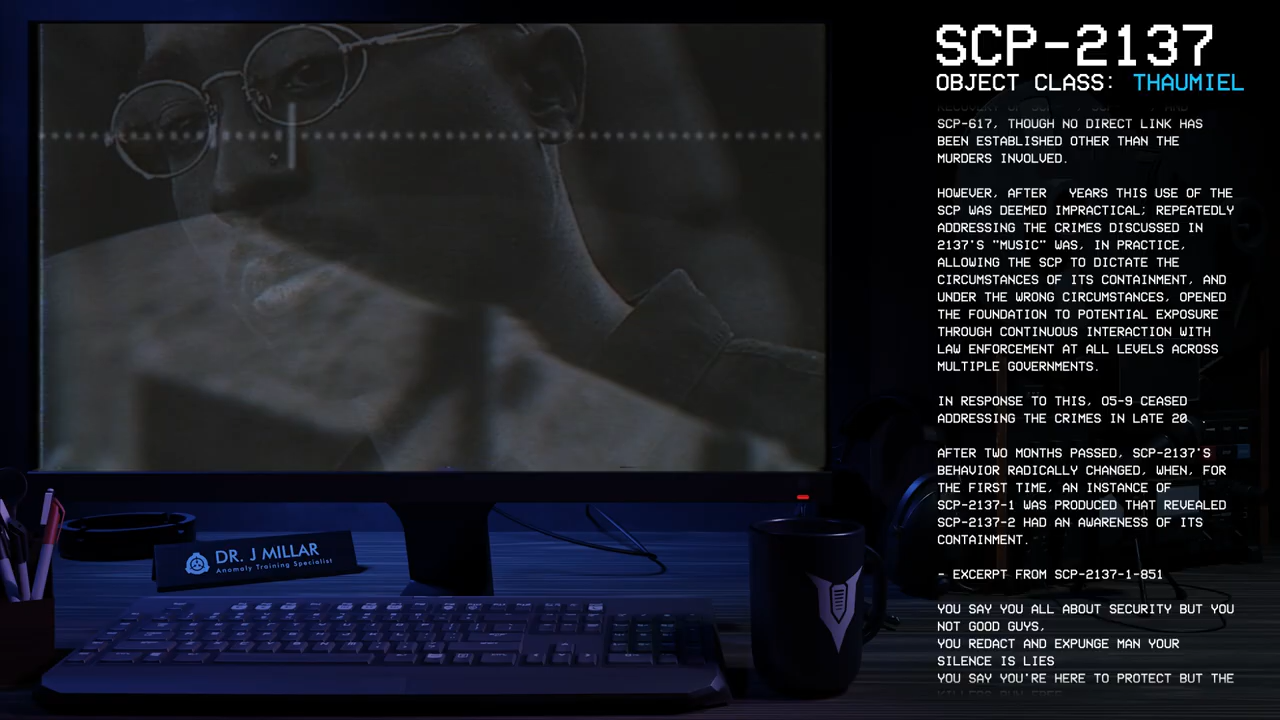 SCP-2137
OBJECT CLASS: THAUMIEL
SCP-617, THOUGH NO DIRECT LINK HAS
BEEN ESTABLISHED OTHER THAN THE
MURDERS INVOLVED.
HOWEVER, AFTER   YEARS THIS USE OF THE
SCP WAS DEEMED IMPRACTICAL; REPEATEDLY
ADDRESSING THE CRIMES DISCUSSED IN
2137'S "MUSIC" WAS, IN PRACTICE,
ALLOWING THE SCP TO DICTATE THE
CIRCUMSTANCES OF ITS CONTAINMENT, AND
UNDER THE WRONG CIRCUMSTANCES, OPENED
THE FOUNDATION TO POTENTIAL EXPOSURE
THROUGH CONTINUOUS INTERACTION WITH
LAW ENFORCEMENT AT ALL LEVELS ACROSS
MULTIPLE GOVERNMENTS.
IN RESPONSE TO THIS, O5-9 CEASED
ADDRESSING THE CRIMES IN LATE 20  .
AFTER TWO MONTHS PASSED, SCP-2137'S
BEHAVIOR RADICALLY CHANGED, WHEN, FOR
THE FIRST TIME, AN INSTANCE OF
SCP-2137-1 WAS PRODUCED THAT REVEALED
SCP-2137-2 HAD AN AWARENESS OF ITS
CONTAINMENT.
- EXCERPT FROM SCP-2137-1-851
YOU SAY YOU ALL ABOUT SECURITY BUT YOU
NOT GOOD GUYS,
YOU REDACT AND EXPUNGE MAN YOUR
SILENCE IS LIES
YOU SAY YOU'RE HERE TO PROTECT BUT THE
DR. J MILLAR
Anomaly Training Specialist